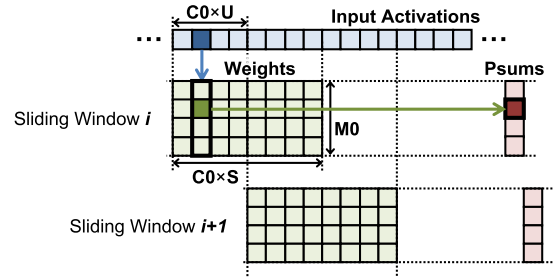 C0×U
Input Activations
... ...
Weights
Psums
Sliding Window i
M0
C0×S
Sliding Window i+1